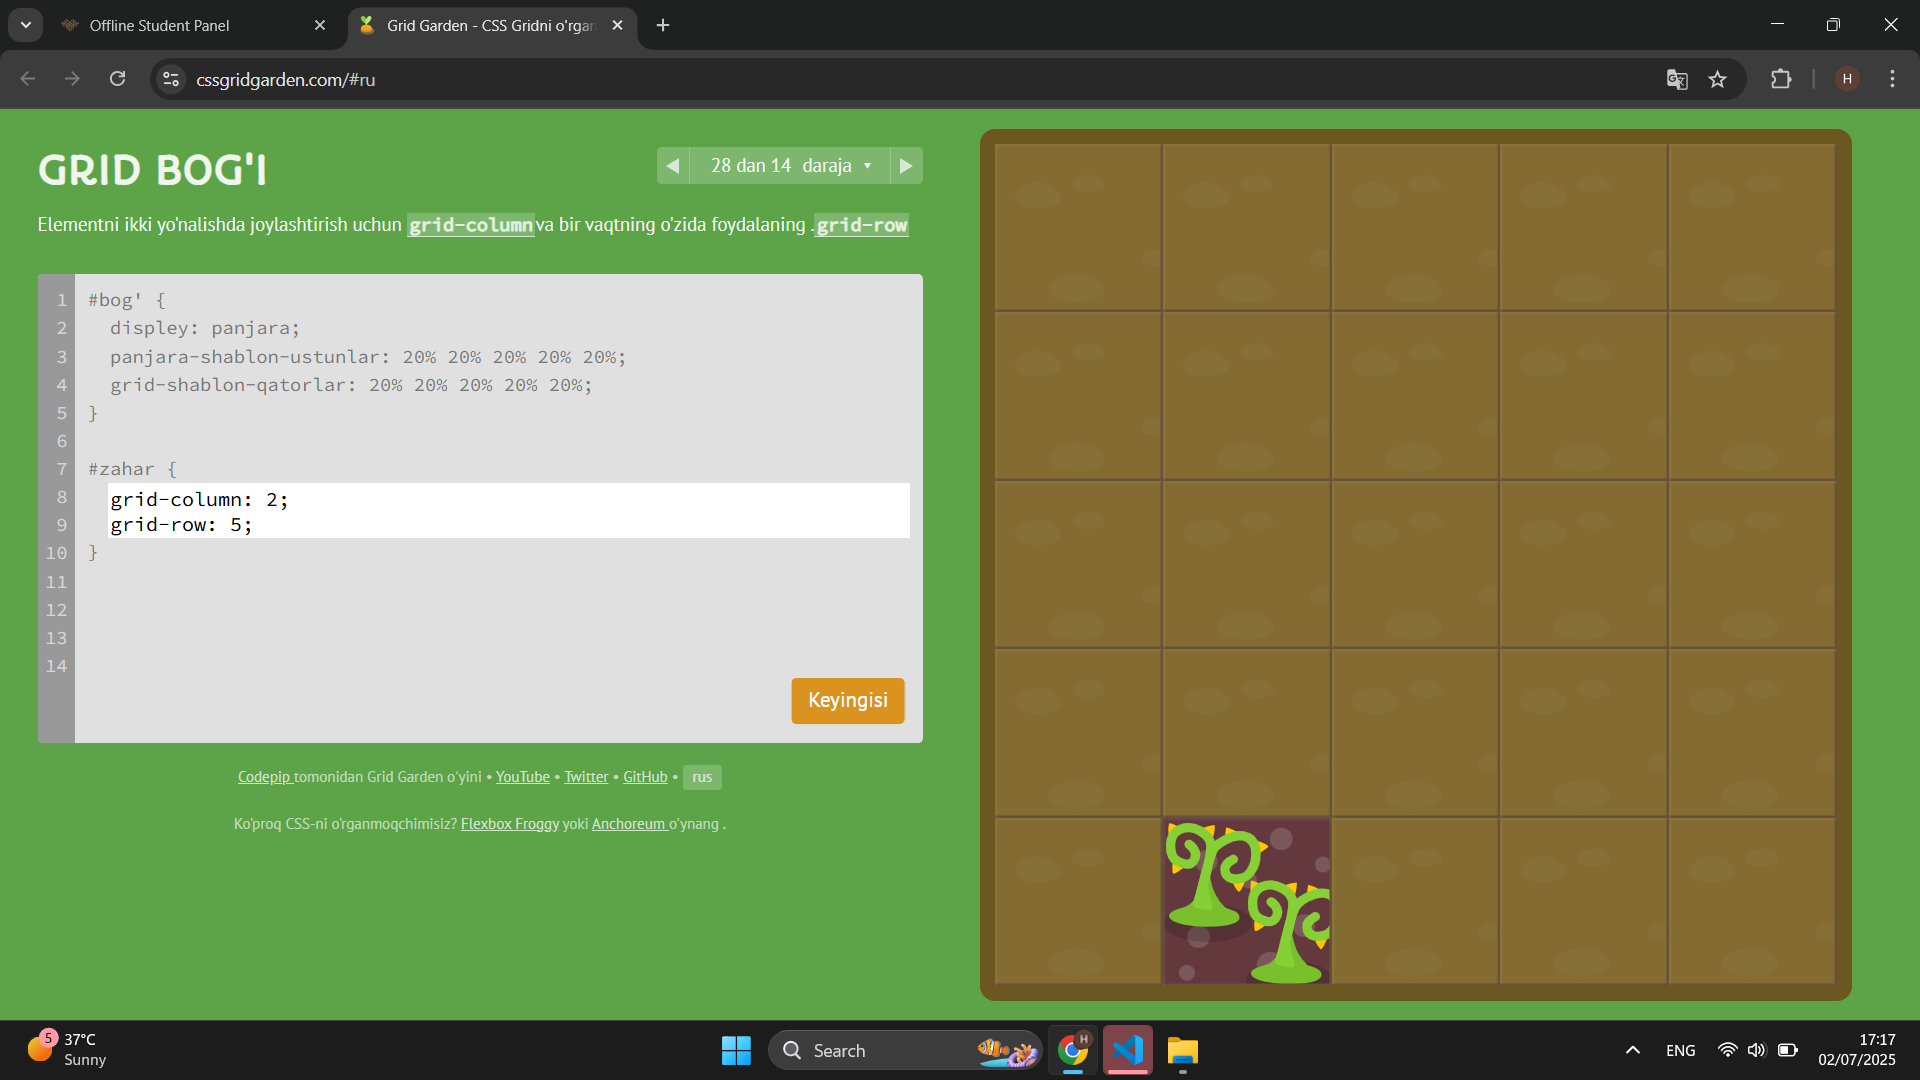 Offline Student Panel
Grid Garden - CSS Gridni o'rgan
cssgridgarden.com/#ru
H
GRID BOG'I
28 dan 14 daraja
Elementni ikki yo'nalishda joylashtirish uchun grid-column va bir vaqtning o'zida foydalaning . grid-row
1 #bog' {
2 displey: panjara;
3 panjara-shablon-ustunlar: 20% 20% 20% 20% 20%;
4 grid-shablon-qatorlar: 20% 20% 20% 20% 20%;
5 }
6
7 #zahar {
8 grid-column: 2;
9 grid-row: 5;
10 }
11
12
13
14
Keyingisi
Codepip tomonidan Grid Garden o'yini • YouTube • Twitter • GitHub • rus
Ko'proq CSS-ni o'rganmoqchimisiz? Flexbox Froggy yoki Anchoreum o'ynang .
5
37°C
Sunny
Search
H
ENG
17:17
02/07/2025